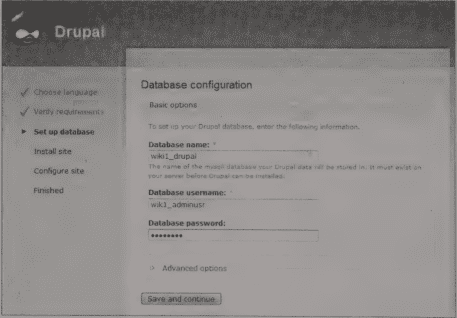 Drupal
Choose language
Verify requirements
Set up database
Install site
Configure site
Finished
Database configuration
Basic options
To set up your Drupal database, enter the following information.
Database name: *
wiki1_drupal
The name of the mysqli database your Drupal data will be stored in. It must exist on
your server before Drupal can be installed.
Database username: *
wiki1_adminusr
Database password:
••••••••
Advanced options
Save and continue